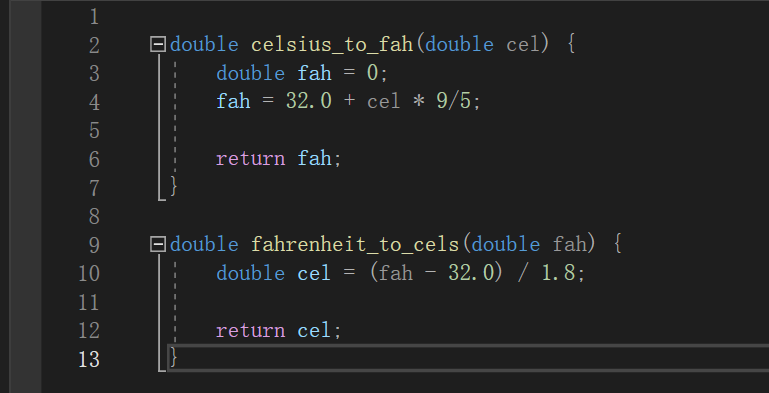 1
2 double celsius_to_fah(double cel) {
3 double fah = 0;
4 fah = 32.0 + cel * 9/5;
5
6 return fah;
7 }
8
9 double fahrenheit_to_cels(double fah) {
10 double cel = (fah - 32.0) / 1.8;
11
12 return cel;
13 }